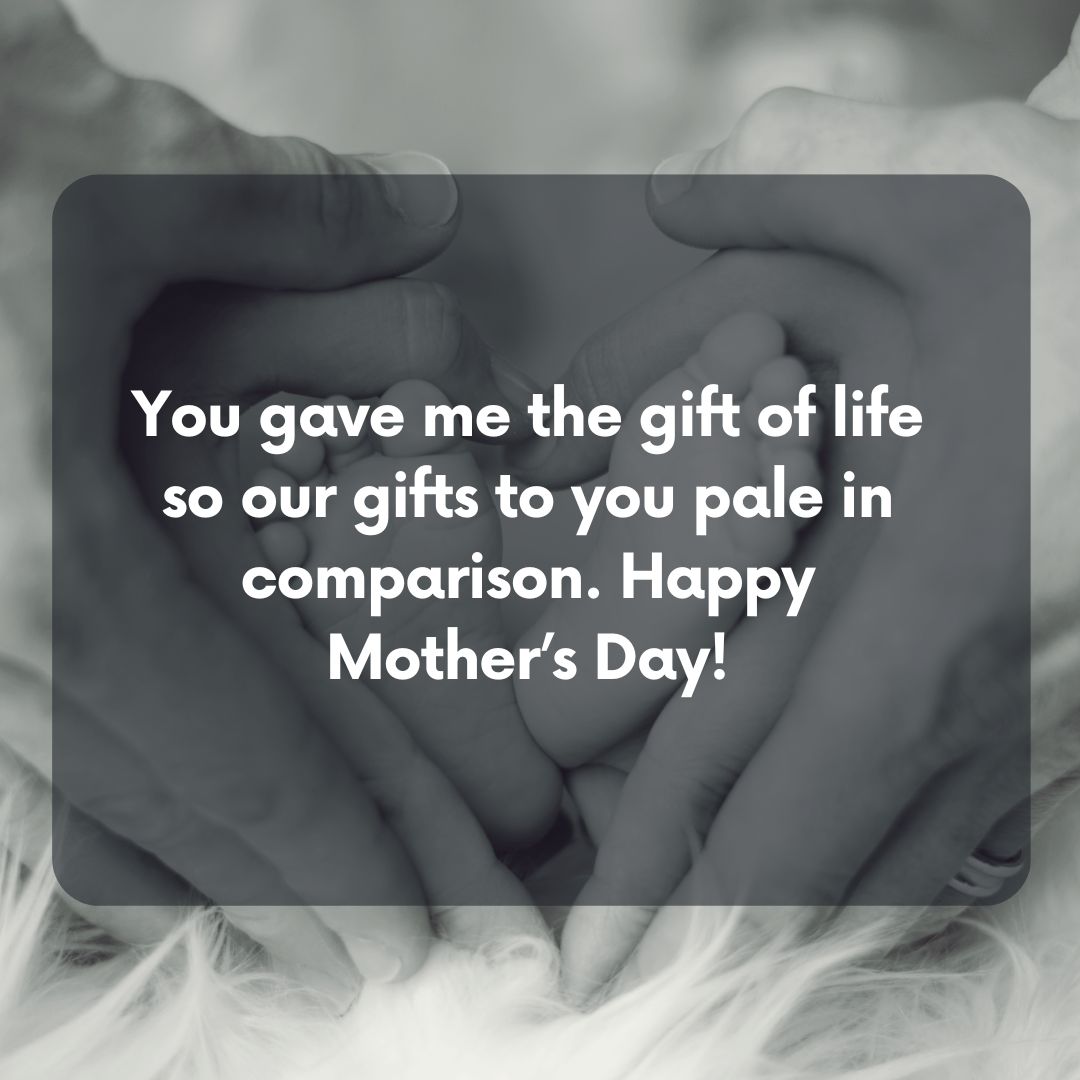 You gave me the gift of life
so our gifts to you pale in
comparison. Happy
Mother’s Day!